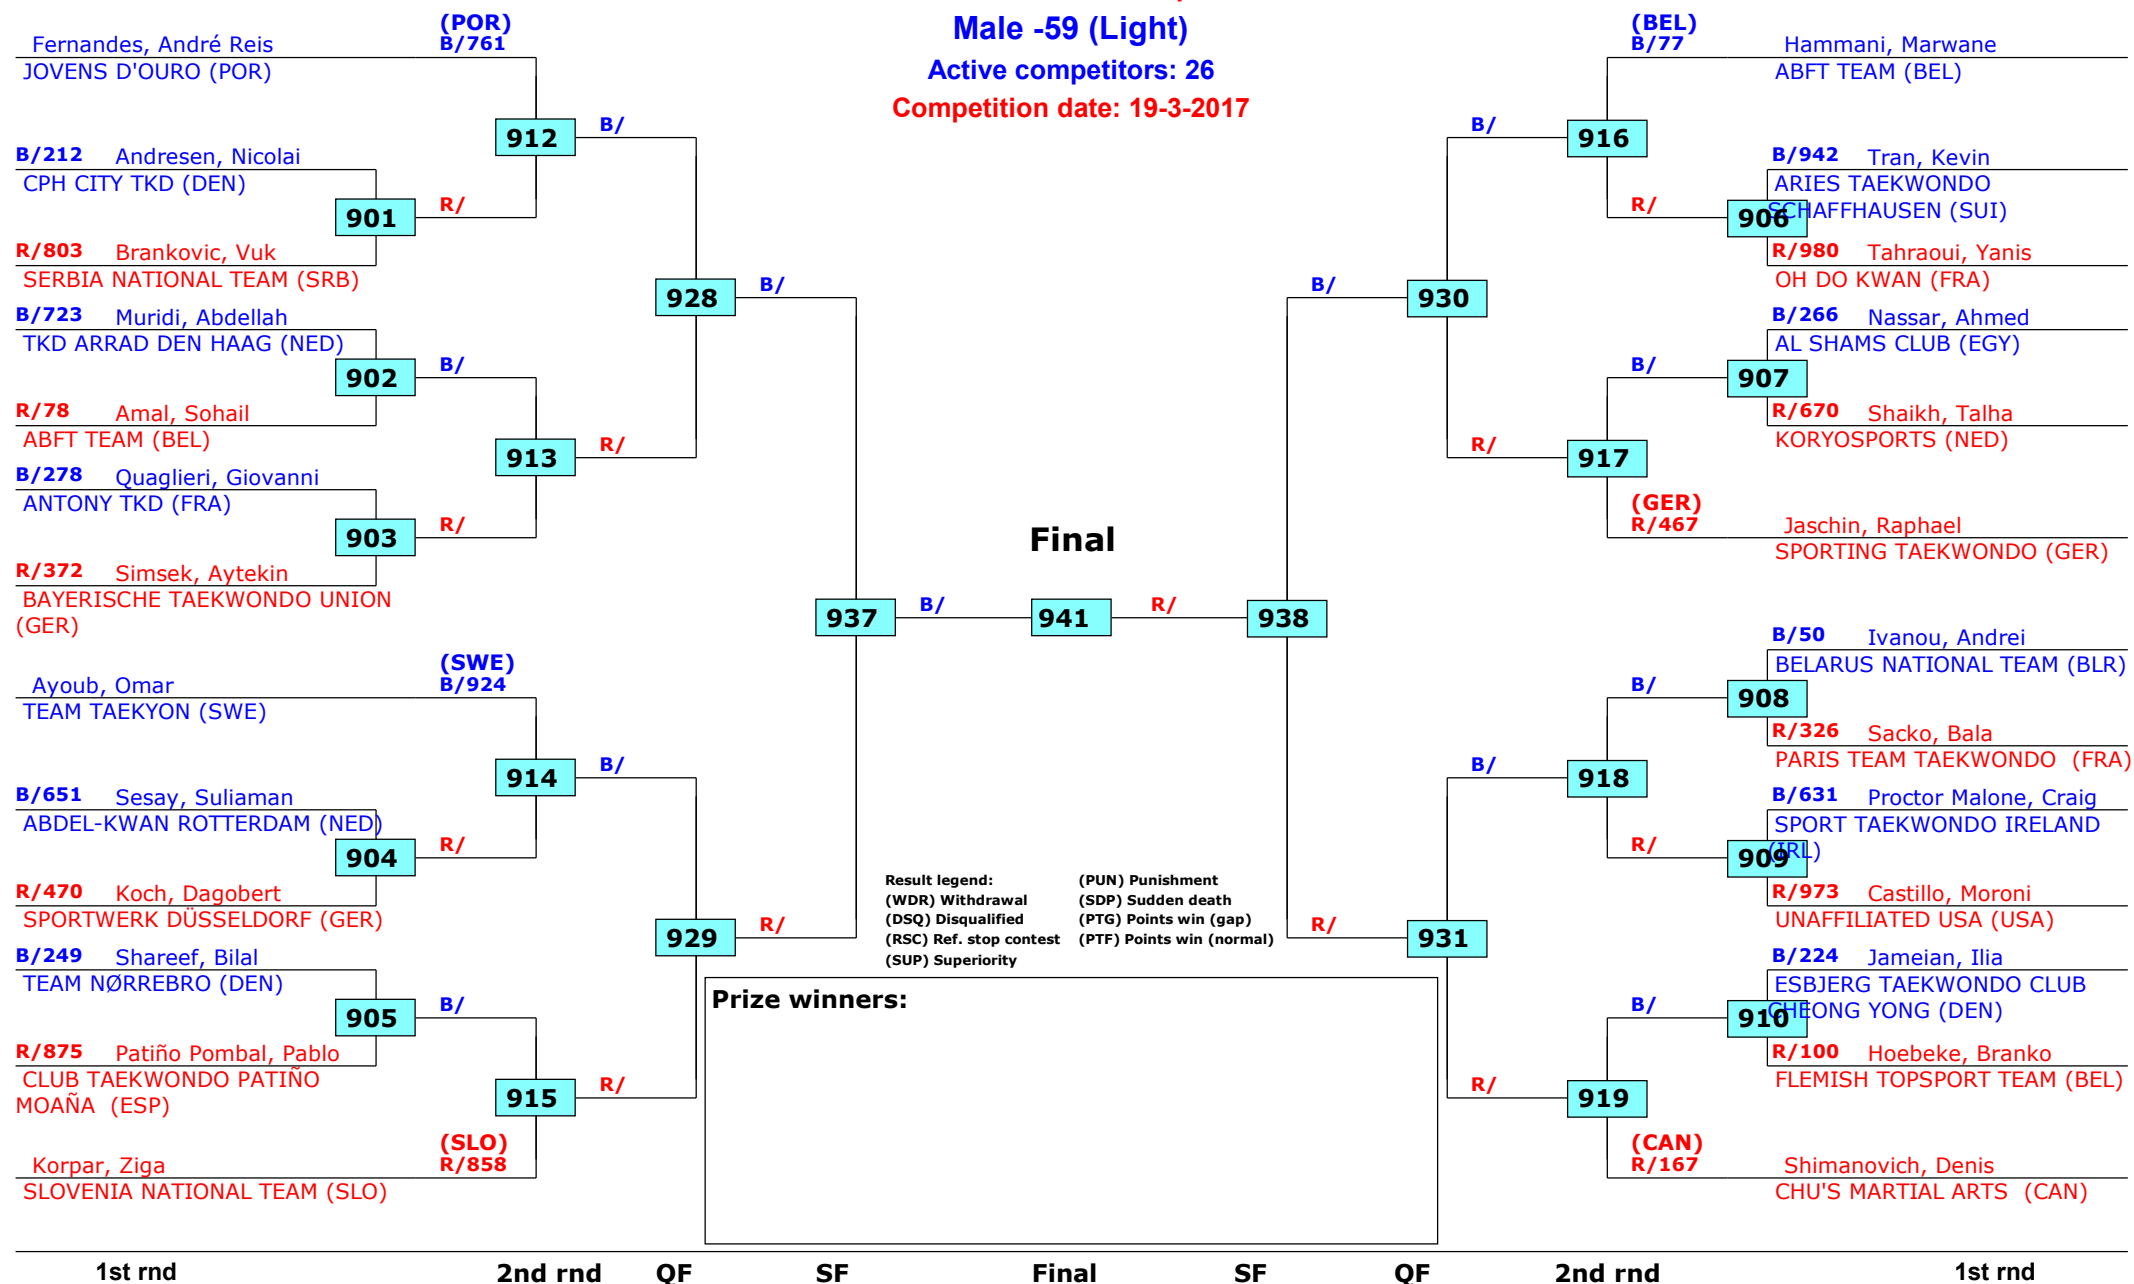 Male -59 (Light)
Active competitors: 26
Competition date: 19-3-2017
(POR)
Fernandes, André Reis B/761
JOVENS D'OURO (POR)
912 B/
B/212 Andresen, Nicolai
CPH CITY TKD (DEN)
901 R/
R/803 Brankovic, Vuk
SERBIA NATIONAL TEAM (SRB)
928 B/
B/723 Muridi, Abdellah
TKD ARRAD DEN HAAG (NED)
902 B/
R/78 Amal, Sohail
ABFT TEAM (BEL)
913 R/
B/278 Quaglieri, Giovanni
ANTONY TKD (FRA)
903 R/
R/372 Simsek, Aytekin
BAYERISCHE TAEKWONDO UNION
(GER)
937 B/
(SWE)
Ayoub, Omar B/924
TEAM TAEKYON (SWE)
914 B/
B/651 Sesay, Suliaman
ABDEL-KWAN ROTTERDAM (NED)
904 R/
R/470 Koch, Dagobert
SPORTWERK DÜSSELDORF (GER)
929 R/
B/249 Shareef, Bilal
TEAM NØRREBRO (DEN)
905 B/
R/875 Patiño Pombal, Pablo
CLUB TAEKWONDO PATIÑO
MOAÑA (ESP)
915 R/
(SLO)
Korpar, Ziga R/858
SLOVENIA NATIONAL TEAM (SLO)
Final
941
(BEL)
B/77 Hammani, Marwane
ABFT TEAM (BEL)
B/ 916
B/942 Tran, Kevin
ARIES TAEKWONDO
SCHAFFHAUSEN (SUI)
R/ 906
R/980 Tahraoui, Yanis
OH DO KWAN (FRA)
B/ 930
B/266 Nassar, Ahmed
AL SHAMS CLUB (EGY)
B/ 907
R/670 Shaikh, Talha
KORYOSPORTS (NED)
R/ 917
(GER)
R/467 Jaschin, Raphael
SPORTING TAEKWONDO (GER)
R/ 938
B/50 Ivanou, Andrei
BELARUS NATIONAL TEAM (BLR)
B/ 908
R/326 Sacko, Bala
PARIS TEAM TAEKWONDO (FRA)
B/ 918
B/631 Proctor Malone, Craig
SPORT TAEKWONDO IRELAND
(IRL)
R/ 909
R/973 Castillo, Moroni
UNAFFILIATED USA (USA)
R/ 931
B/224 Jameian, Ilia
ESBJERG TAEKWONDO CLUB
CHEONG YONG (DEN)
B/ 910
R/100 Hoebeke, Branko
FLEMISH TOPSPORT TEAM (BEL)
R/ 919
(CAN)
R/167 Shimanovich, Denis
CHU'S MARTIAL ARTS (CAN)
Result legend: (PUN) Punishment
(WDR) Withdrawal (SDP) Sudden death
(DSQ) Disqualified (PTG) Points win (gap)
(RSC) Ref. stop contest (PTF) Points win (normal)
(SUP) Superiority
Prize winners:
1st rnd 2nd rnd QF SF Final SF QF 2nd rnd 1st rnd